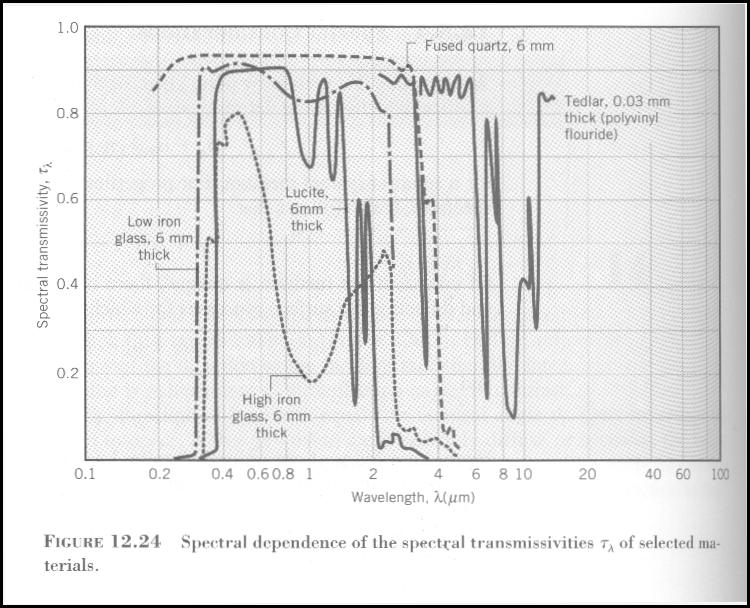 1.0
0.8
0.6
0.4
0.2
Spectral transmissivity, τλ
Fused quartz, 6 mm
Tedlar, 0.03 mm
thick (polyvinyl
flouride)
Lucite,
6mm
thick
Low iron
glass, 6 mm
thick
High iron
glass, 6 mm
thick
0.1 0.2 0.4 0.6 0.8 1 2 4 6 8 10 20 40 60 100
Wavelength, λ(μm)
FIGURE 12.24 Spectral dependence of the spectral transmissivities τλ of selected ma-
terials.